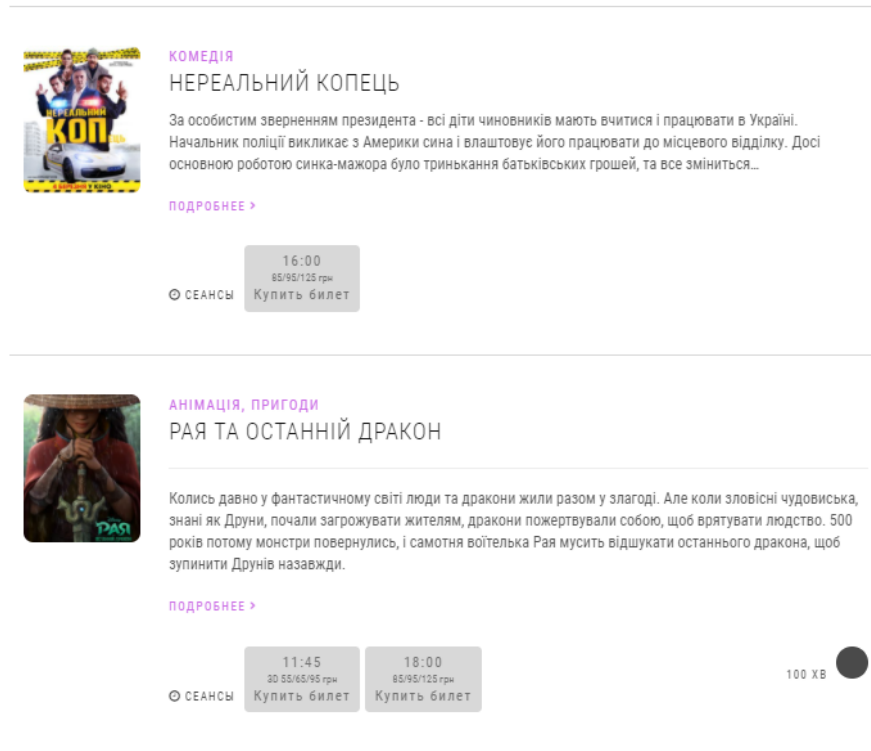 КОМЕДІЯ
НЕРЕАЛЬНИЙ КОПЕЦЬ
За особистим зверненням президента - всі діти чиновників мають вчитися і працювати в Україні.
Начальник поліції викликає з Америки сина і влаштовує його працювати до місцевого відділку. Досі
основною роботою синка-мажора було тринькання батьківських грошей, та все зміниться…
НЕРЕАЛЬНИЙ
КОПЕЦЬ
4 БЕРЕЗНЯ У КІНО
ПОДРОБНЕЕ >
16:00
85/95/125 грн
СЕАНСЫ Купить билет
АНІМАЦІЯ, ПРИГОДИ
РАЯ ТА ОСТАННІЙ ДРАКОН
Колись давно у фантастичному світі люди та дракони жили разом у злагоді. Але коли зловісні чудовиська,
знані як Друни, почали загрожувати жителям, дракони пожертвували собою, щоб врятувати людство. 500
років потому монстри повернулись, і самотня воїтелька Рая мусить відшукати останнього дракона, щоб
зупинити Друнів назавжди.
РАЯ
ПОДРОБНЕЕ >
11:45 18:00
3D 55/65/95 грн 85/95/125 грн
100 ХВ
СЕАНСЫ Купить билет Купить билет